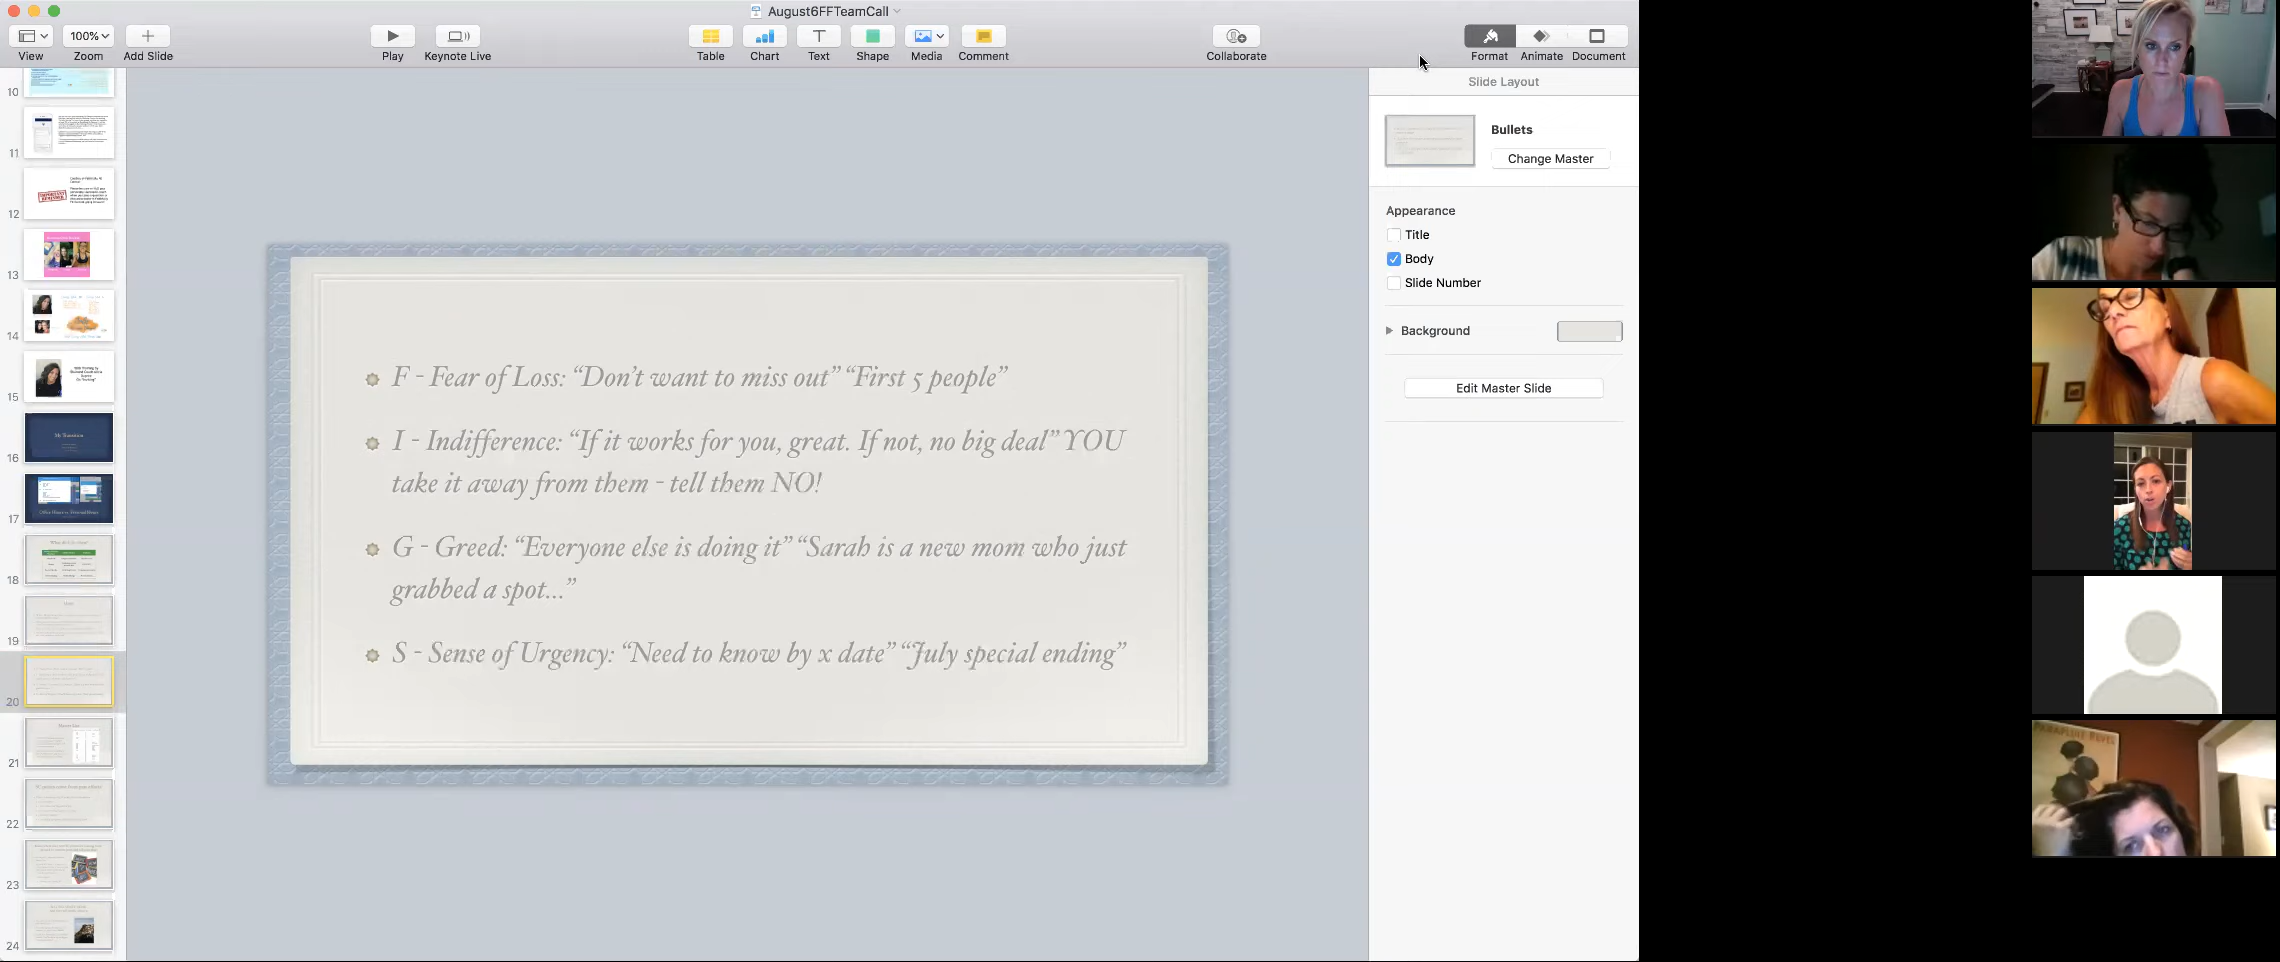 August6FFTeamCall
View
100%
Zoom
Add Slide
Play
Keynote Live
Table
Chart
Text
Shape
Media
Comment
Collaborate
Format
Animate
Document
10
11
12
13
14
15
16
17
18
19
20
21
22
23
24
IMPORTANT
REMINDER
F - Fear of Loss: “Don’t want to miss out” “First 5 people”
I - Indifference: “If it works for you, great. If not, no big deal” YOU
take it away from them - tell them NO!
G - Greed: “Everyone else is doing it” “Sarah is a new mom who just
grabbed a spot...”
S - Sense of Urgency: “Need to know by x date” “July special ending”
Slide Layout
Bullets
Change Master
Appearance
Title
Body
Slide Number
Background
Edit Master Slide